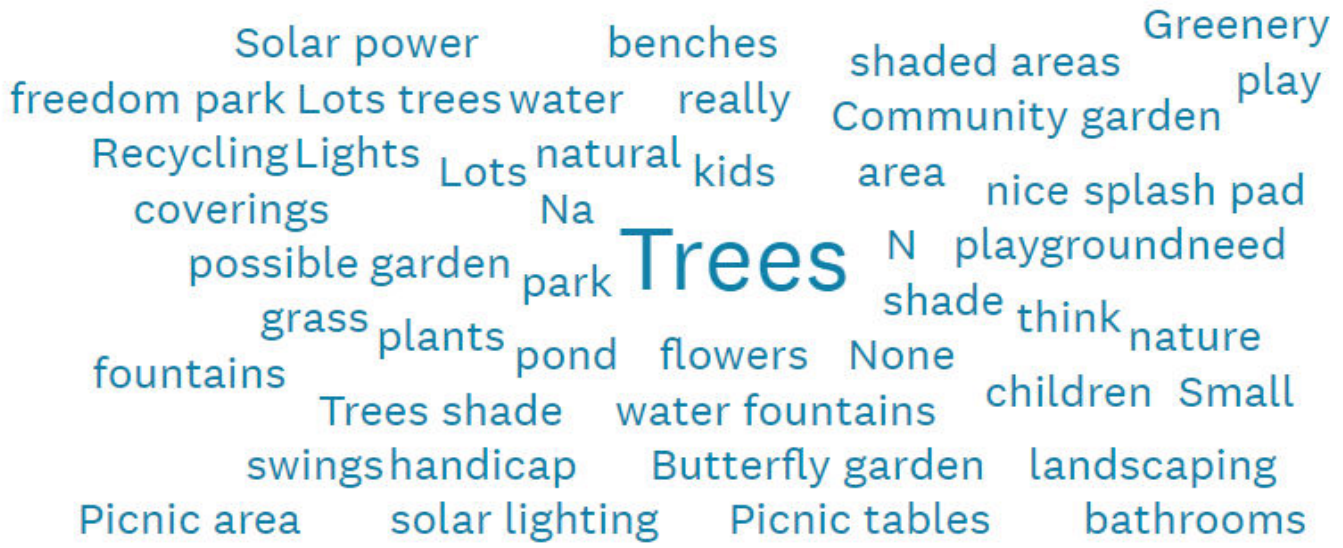 Greenery
Solar power benches shaded areas play
freedom park Lots trees water really Community garden
Recycling Lights Lots natural kids area nice splash pad
coverings Na
Trees N playground need
possible garden park shade think nature
grass plants pond flowers None
fountains children Small
Trees shade water fountains
swings handicap Butterfly garden landscaping
Picnic area solar lighting Picnic tables bathrooms